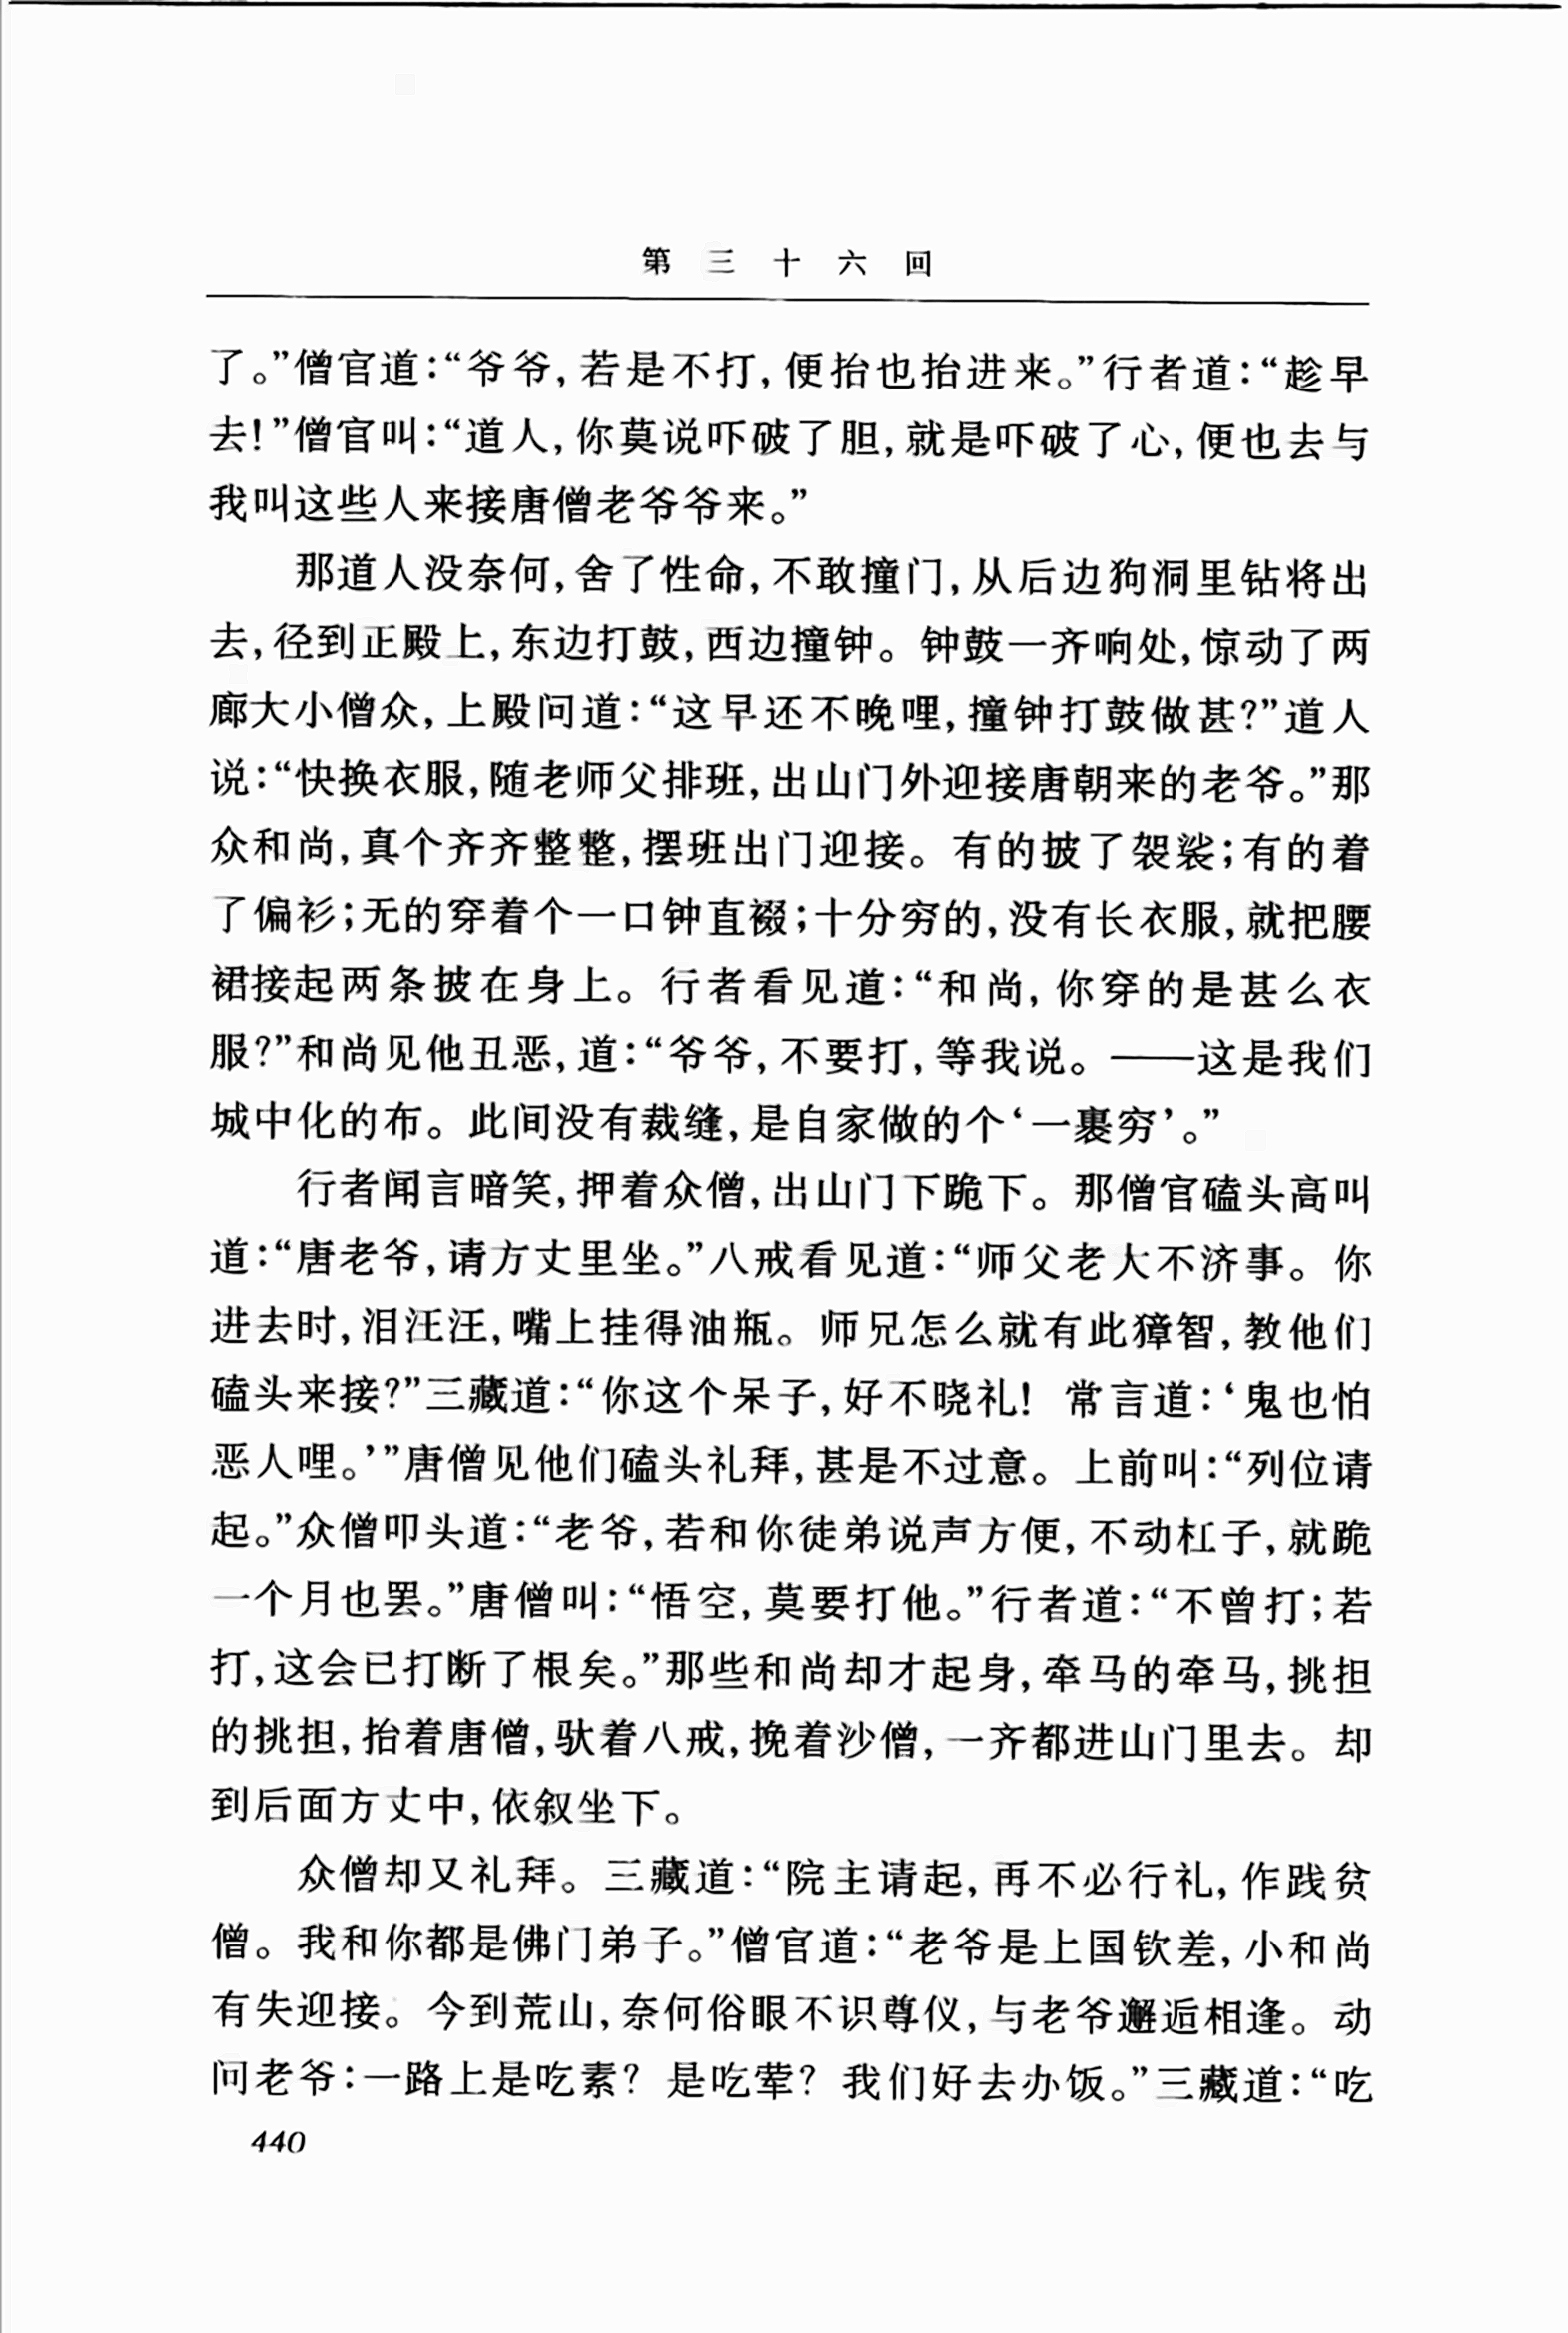 第三十六回
了。”僧官道：“爷爷，若是不打，便抬也抬进来。”行者道：“趁早
去！”僧官叫：“道人，你莫说吓破了胆，就是吓破了心，便也去与
我叫这些人来接唐僧老爷爷来。”
那道人没奈何，舍了性命，不敢撞门，从后边狗洞里钻将出
去，径到正殿上，东边打鼓，西边撞钟。钟鼓一齐响处，惊动了两
廊大小僧众，上殿问道：“这早还不晚哩，撞钟打鼓做甚？”道人
说：“快换衣服，随老师父排班，出山门外迎接唐朝来的老爷。”那
众和尚，真个齐齐整整，摆班出门迎接。有的披了袈裟；有的着
了偏衫；无的穿着个一口钟直裰；十分穷的，没有长衣服，就把腰
裙接起两条披在身上。行者看见道：“和尚，你穿的是甚么衣
服？”和尚见他丑恶，道：“爷爷，不要打，等我说。——这是我们
城中化的布。此间没有裁缝，是自家做的个‘一裹穷’。”
行者闻言暗笑，押着众僧，出山门下跪下。那僧官磕头高叫
道：“唐老爷，请方丈里坐。”八戒看见道：“师父老大不济事。你
进去时，泪汪汪，嘴上挂得油瓶。师兄怎么就有此獐智，教他们
磕头来接？”三藏道：“你这个呆子，好不晓礼！常言道：‘鬼也怕
恶人哩。’”唐僧见他们磕头礼拜，甚是不过意。上前叫：“列位请
起。”众僧叩头道：“老爷，若和你徒弟说声方便，不动杠子，就跪
一个月也罢。”唐僧叫：“悟空，莫要打他。”行者道：“不曾打；若
打，这会已打断了根矣。”那些和尚却才起身，牵马的牵马，挑担
的挑担，抬着唐僧，驮着八戒，挽着沙僧，一齐都进山门里去。却
到后面方丈中，依叙坐下。
众僧却又礼拜。三藏道：“院主请起，再不必行礼，作践贫
僧。我和你都是佛门弟子。”僧官道：“老爷是上国钦差，小和尚
有失迎接。今到荒山，奈何俗眼不识尊仪，与老爷邂逅相逢。动
问老爷：一路上是吃素？是吃荤？我们好去办饭。”三藏道：“吃
440